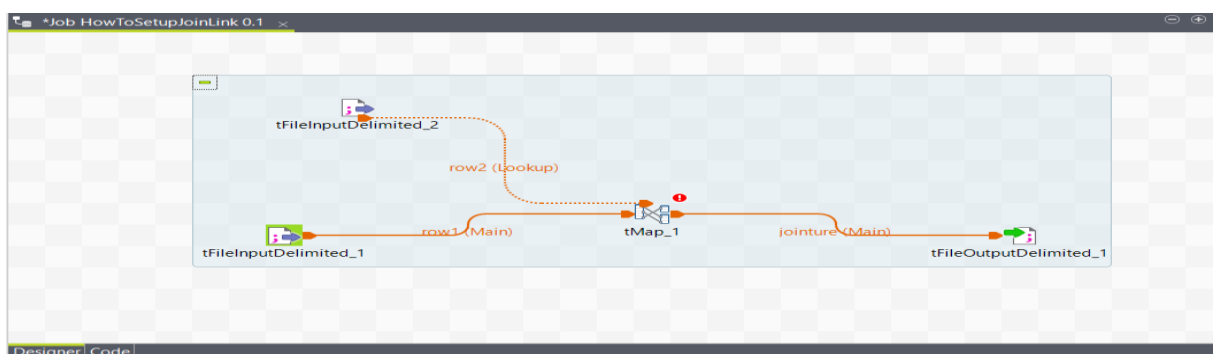 *Job HowToSetupJoinLink 0.1
tFileInputDelimited_2
row2 (Lookup)
row1 (Main)
tMap_1
jointure (Main)
tFileInputDelimited_1
tFileOutputDelimited_1
Designer Code